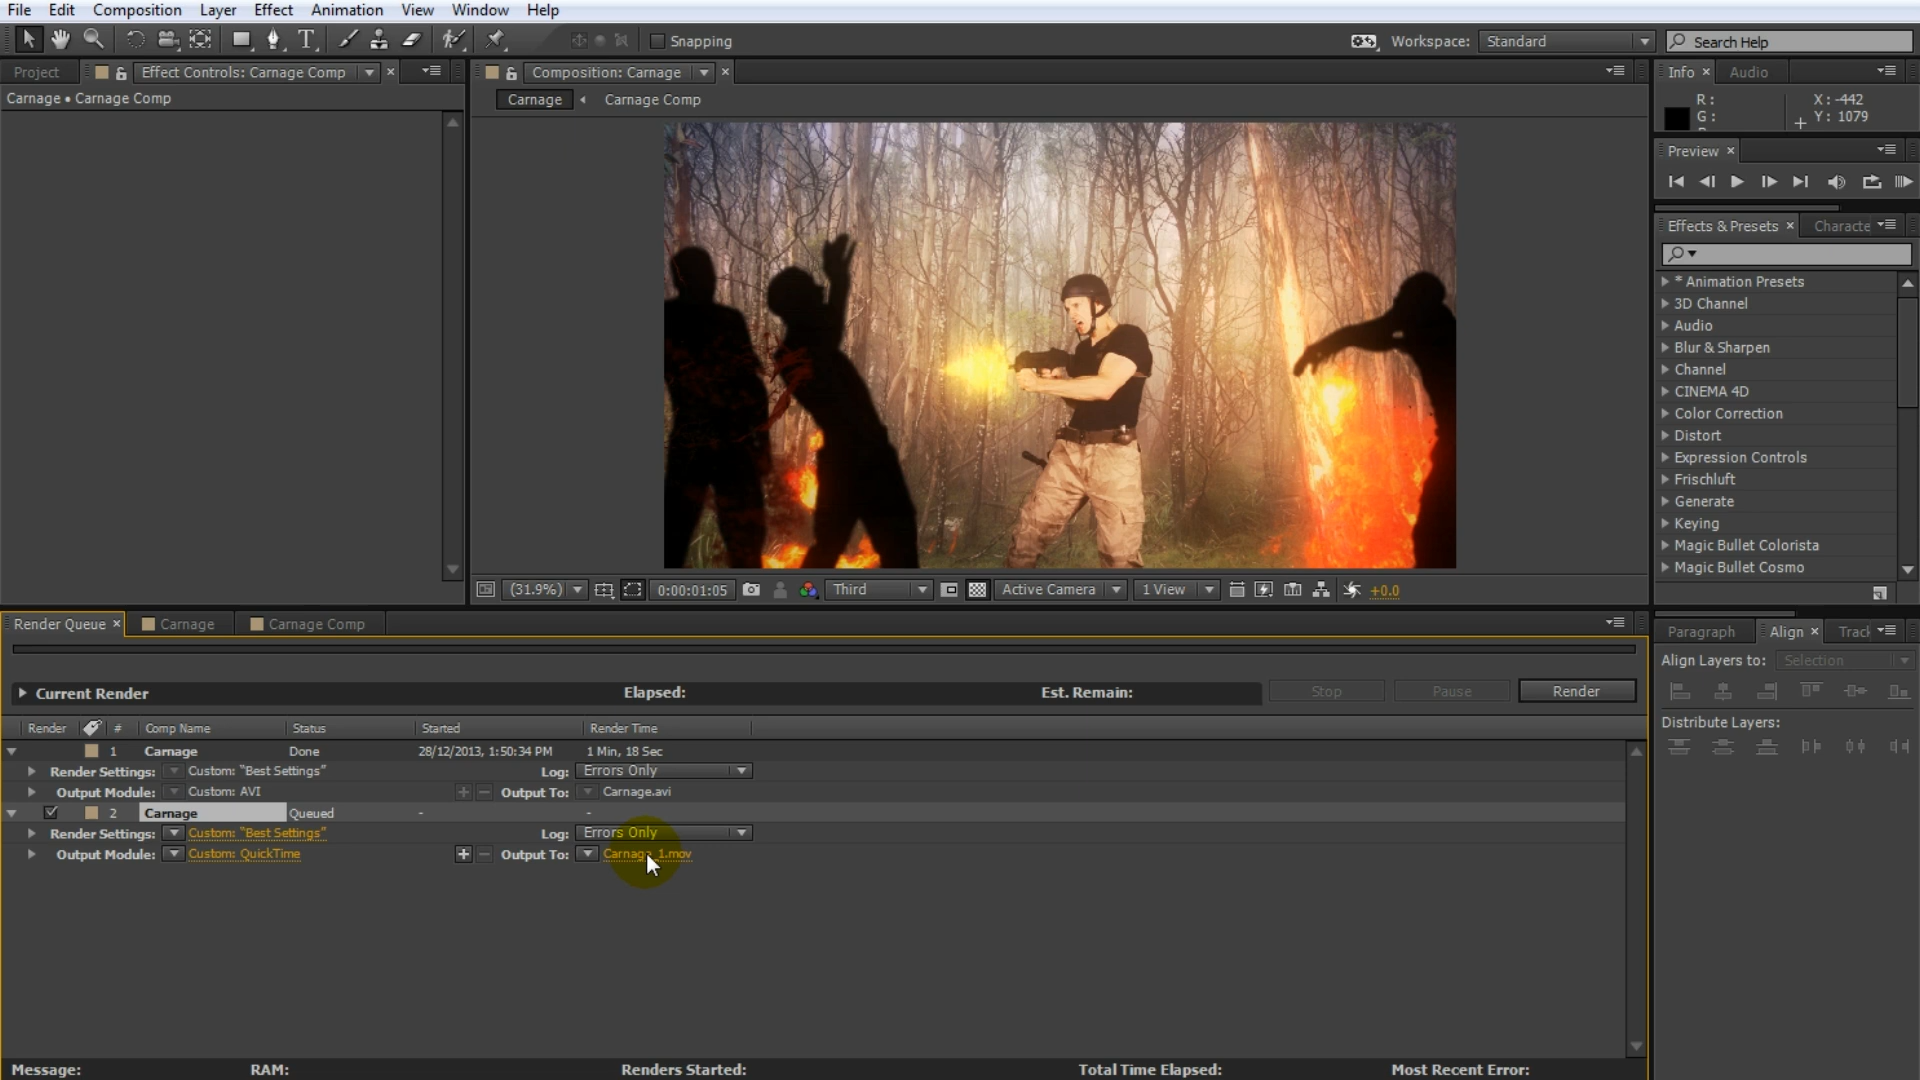 File Edit Composition Layer Effect Animation View Window Help
Snapping Workspace: Standard Search Help
Project Effect Controls: Carnage Comp × Composition: Carnage × Info × Audio
Carnage • Carnage Comp Carnage Carnage Comp
R: X: -442
G: Y: 1079
Preview ×
Effects & Presets × Characte
* Animation Presets
3D Channel
Audio
Blur & Sharpen
Channel
CINEMA 4D
Color Correction
Distort
Expression Controls
Frischluft
Generate
Keying
Magic Bullet Colorista
Magic Bullet Cosmo
(31.9%) 0:00:01:05 Third Active Camera 1 View +0.0
Render Queue × Carnage Carnage Comp
Paragraph Align × Track
Align Layers to: Selection
Current Render Elapsed: Est. Remain: Stop Pause Render
Distribute Layers:
Render # Comp Name Status Started Render Time
1 Carnage Done 28/12/2013, 1:50:34 PM 1 Min, 18 Sec
Render Settings: Custom: "Best Settings" Log: Errors Only
Output Module: Custom: AVI Output To: Carnage.avi
2 Carnage Queued - -
Render Settings: Custom: "Best Settings" Log: Errors Only
Output Module: Custom: QuickTime Output To: Carnage_1.mov
Message: RAM: Renders Started: Total Time Elapsed: Most Recent Error: